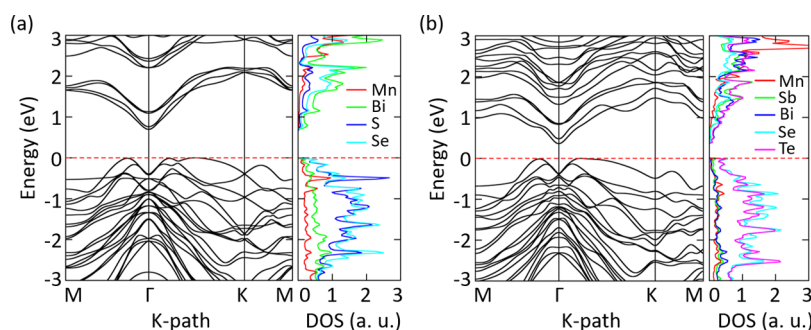 (a)
Energy (eV)
3
2
1
0
-1
-2
-3
M Γ K M
K-path
Mn
Bi
S
Se
0 1 2 3
DOS (a. u.)
(b)
Energy (eV)
3
2
1
0
-1
-2
-3
M Γ K M
K-path
Mn
Sb
Bi
Se
Te
0 1 2 3
DOS (a. u.)